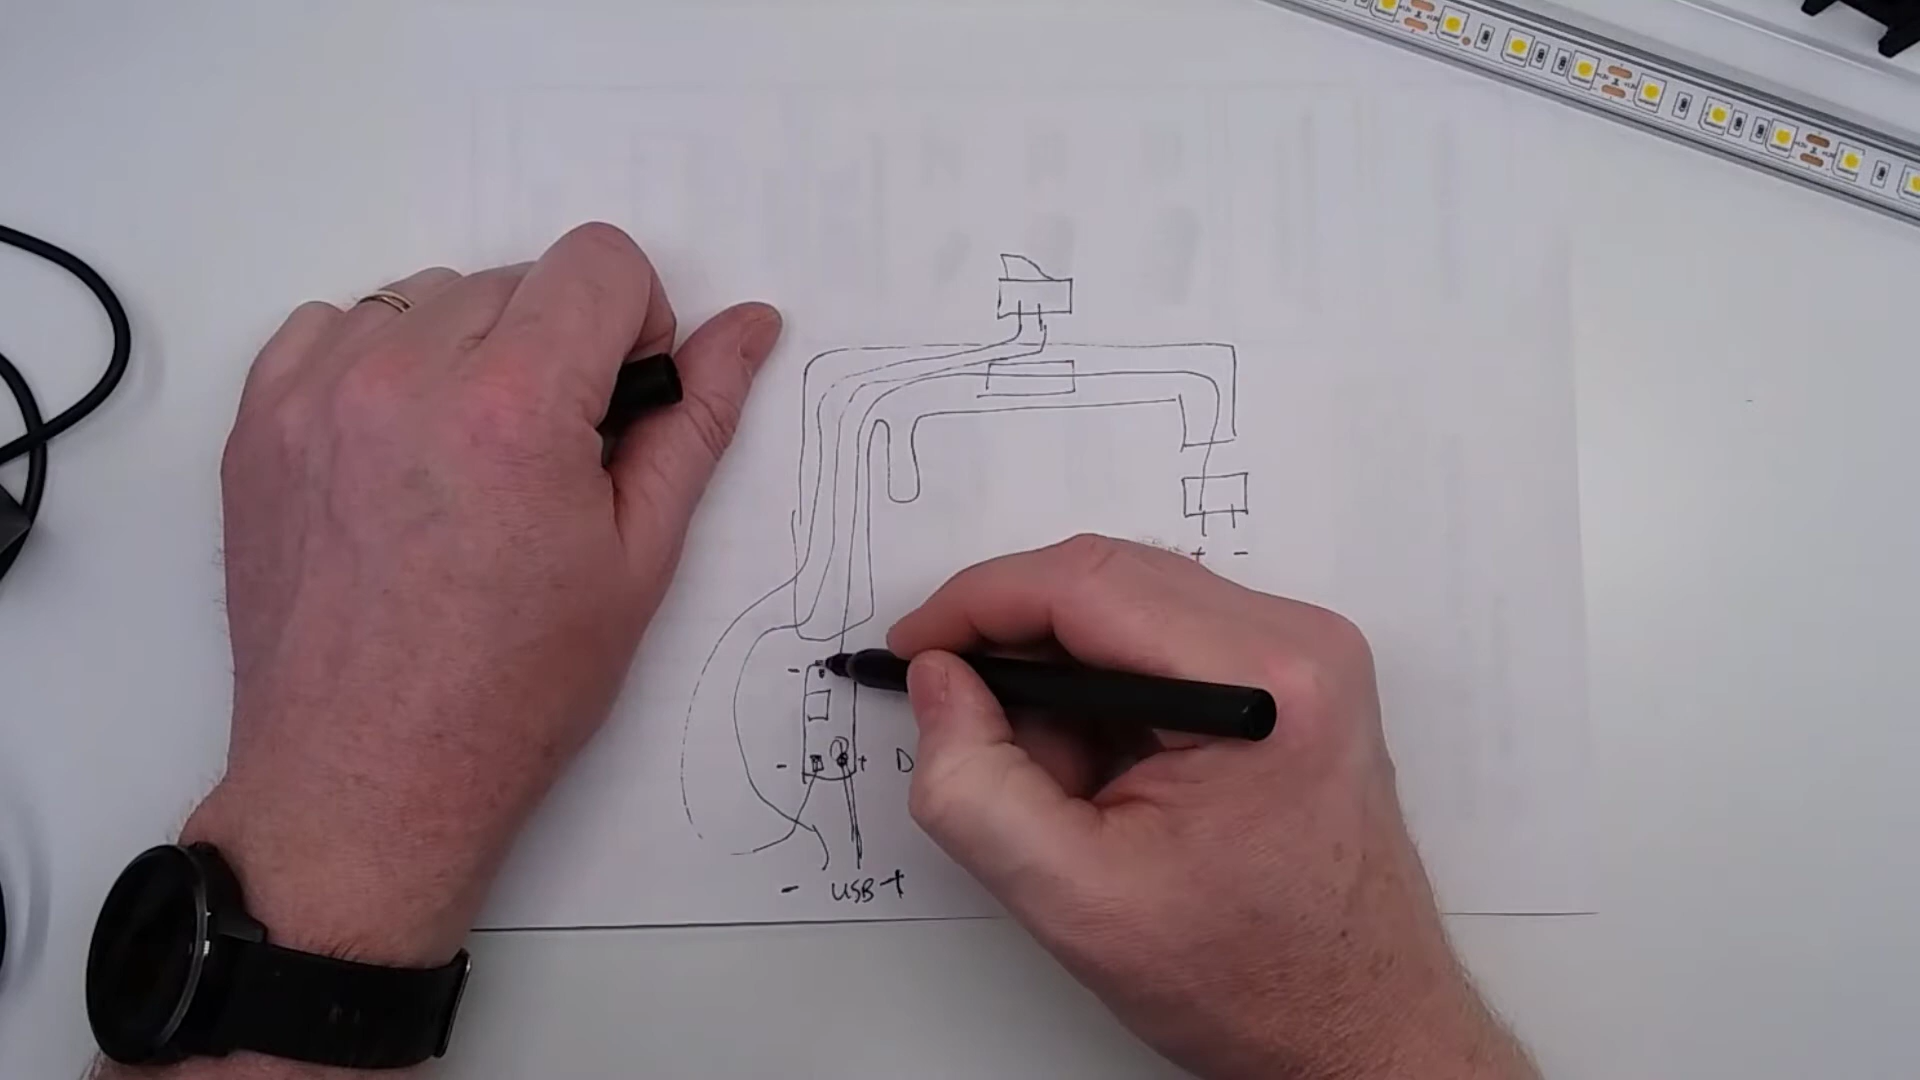 + -
-
- + D
- USB +